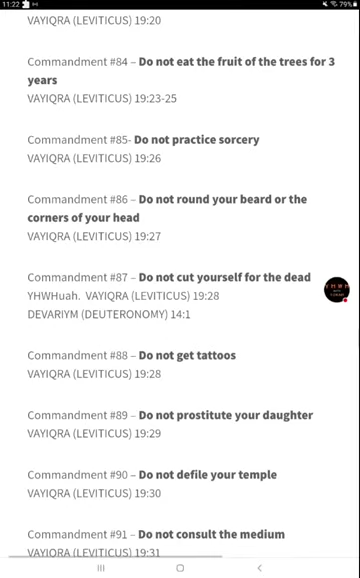 11:22
79%
VAYIQRA (LEVITICUS) 19:20
Commandment #84 – Do not eat the fruit of the trees for 3
years
VAYIQRA (LEVITICUS) 19:23-25
Commandment #85- Do not practice sorcery
VAYIQRA (LEVITICUS) 19:26
Commandment #86 – Do not round your beard or the
corners of your head
VAYIQRA (LEVITICUS) 19:27
Commandment #87 – Do not cut yourself for the dead
YHWHuah.  VAYIQRA (LEVITICUS) 19:28
DEVARIYM (DEUTERONOMY) 14:1
Commandment #88 – Do not get tattoos
VAYIQRA (LEVITICUS) 19:28
Commandment #89 – Do not prostitute your daughter
VAYIQRA (LEVITICUS) 19:29
Commandment #90 – Do not defile your temple
VAYIQRA (LEVITICUS) 19:30
Commandment #91 – Do not consult the medium
VAYIQRA (LEVITICUS) 19:31